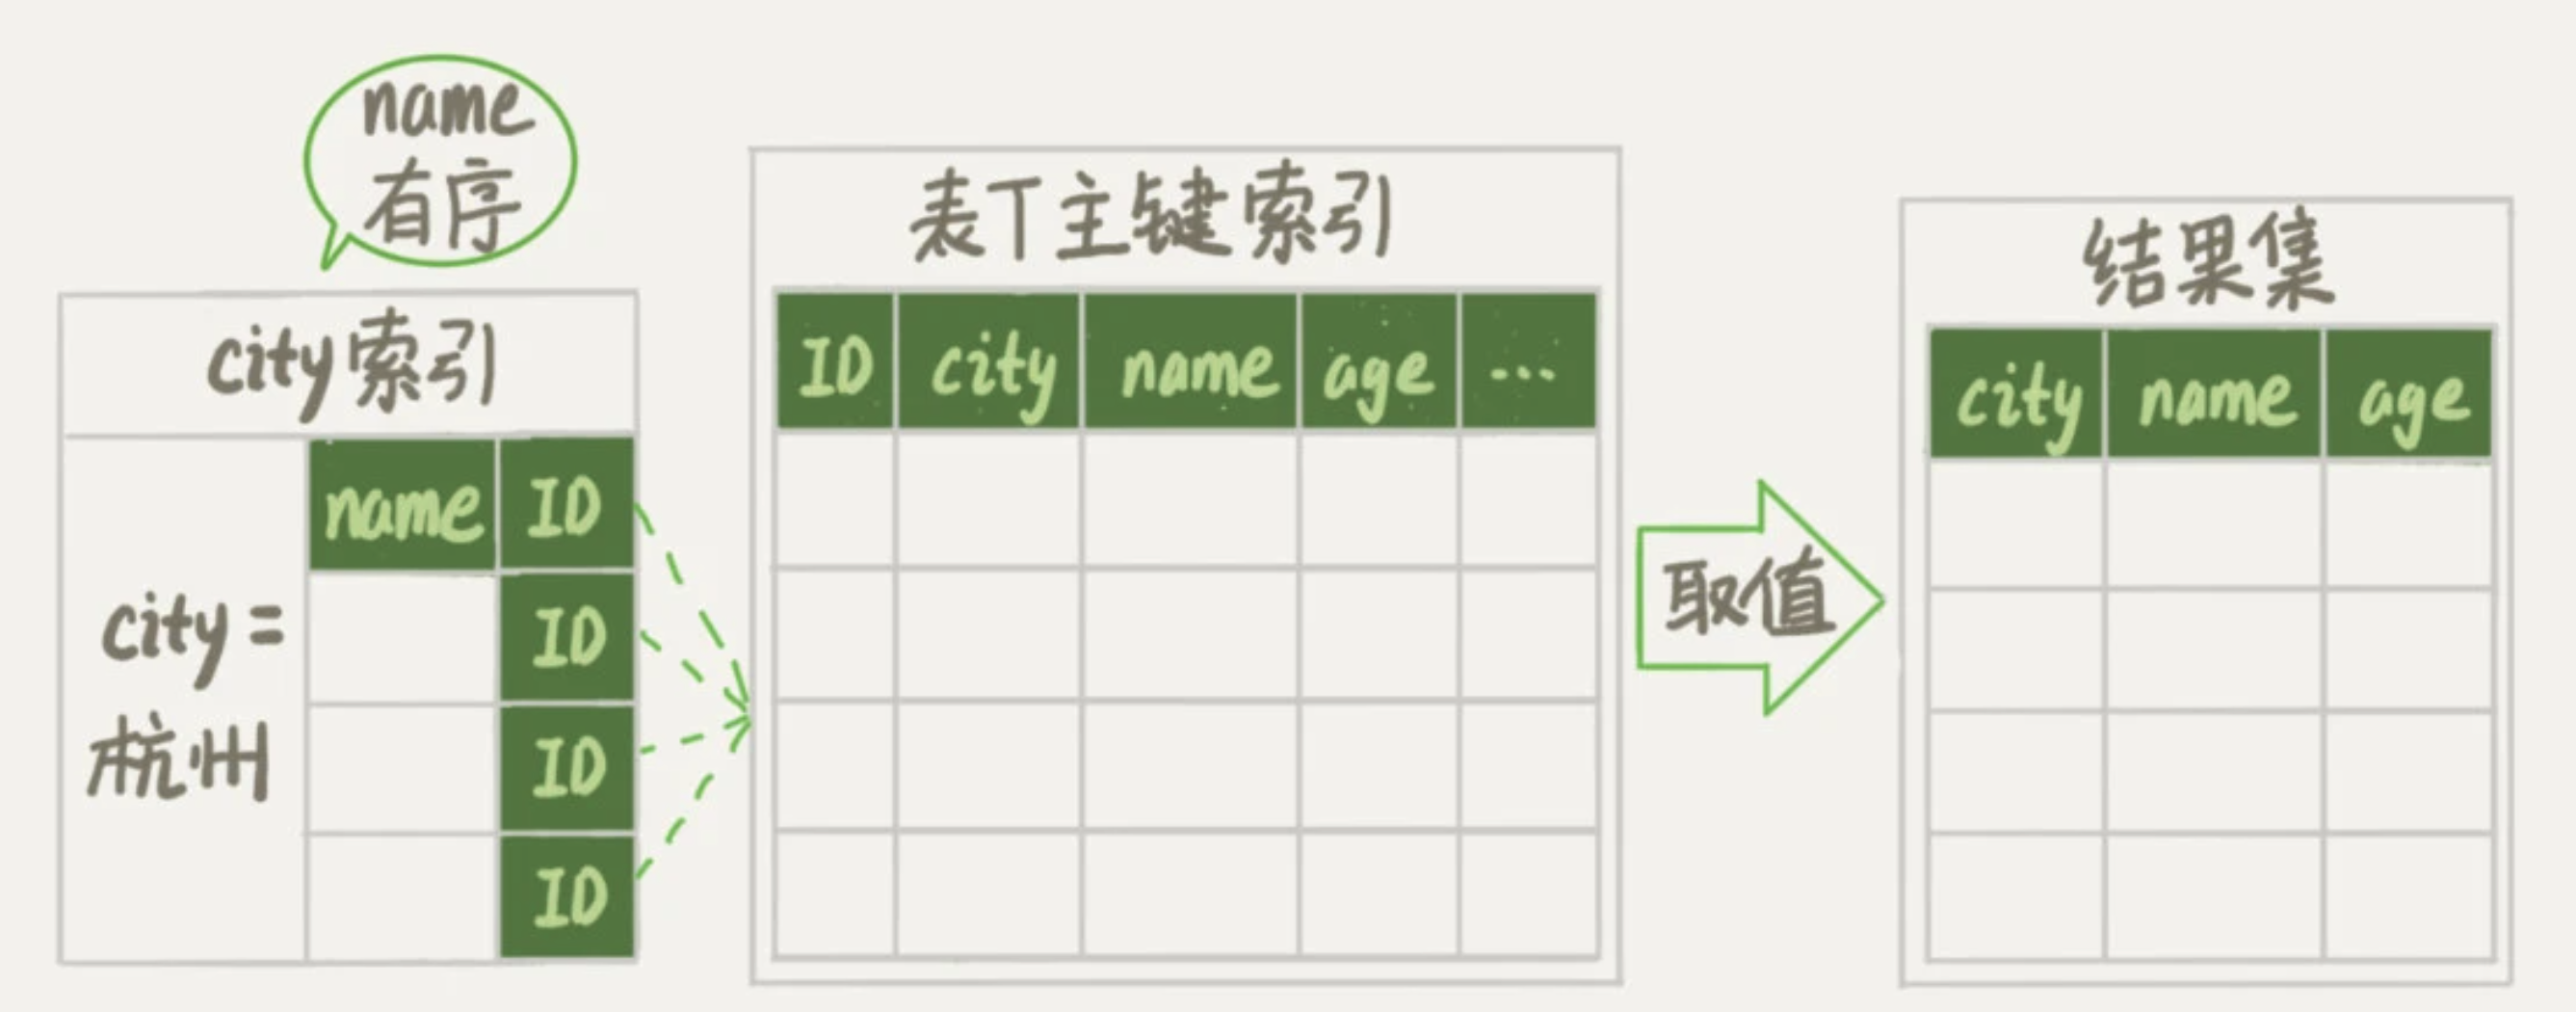 name
有序
city索引
city =
杭州
name ID
ID
ID
ID
表T主键索引
ID city name age ...
取值
结果集
city name age